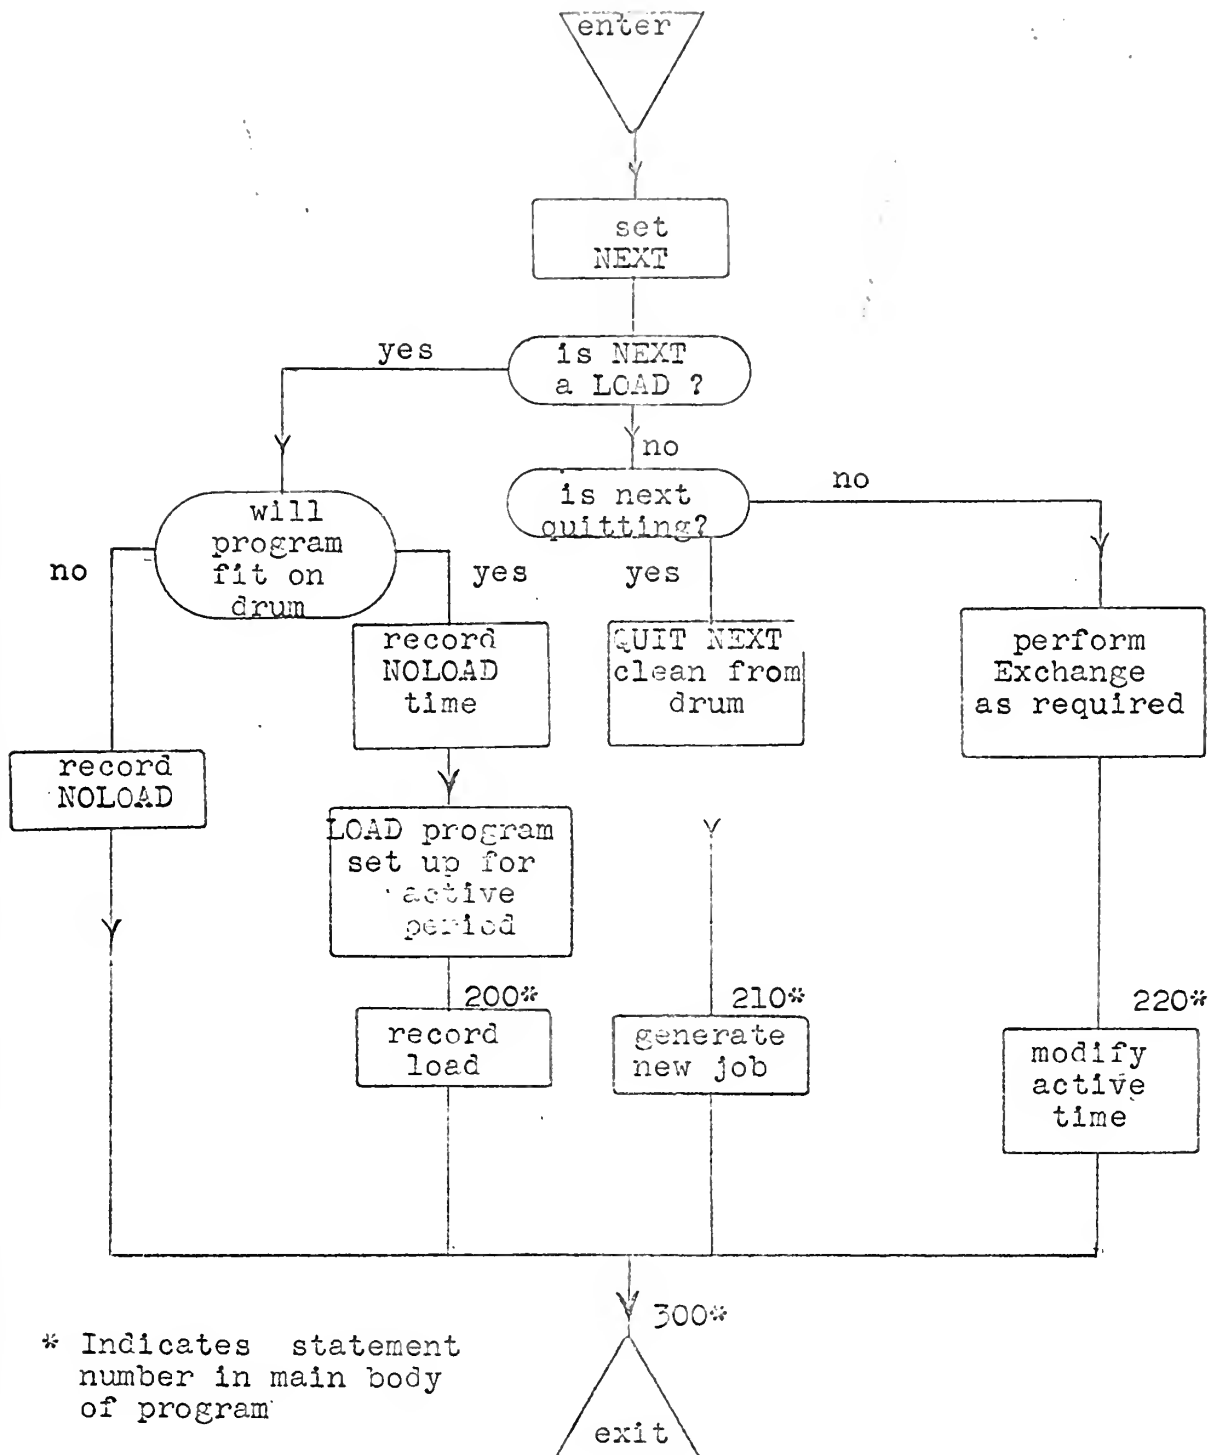 enter
set
NEXT
is NEXT
a LOAD ?
yes
no
is next
quitting?
no
will
program
fit on
drum
no
yes
yes
record
NOLOAD
time
QUIT NEXT
clean from
drum
perform
Exchange
as required
record
NOLOAD
LOAD program
set up for
active
period
200*
210*
220*
record
load
generate
new job
modify
active
time
300*
* Indicates statement
number in main body
of program
exit